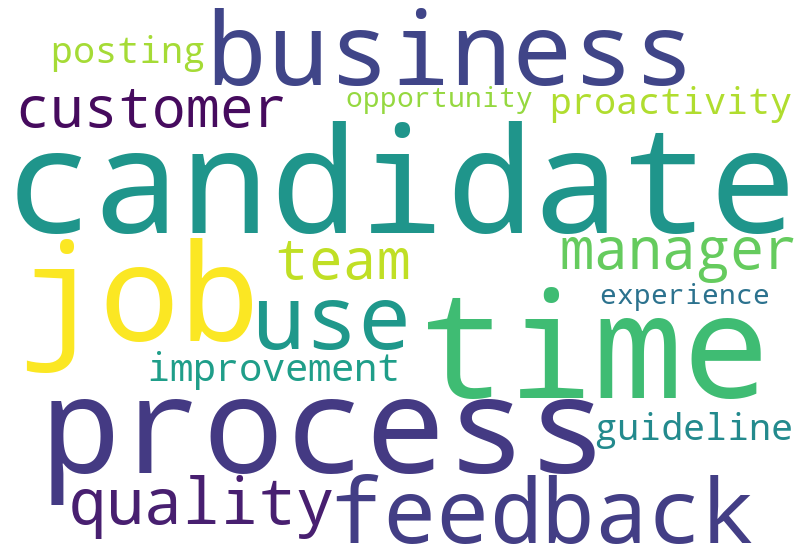 business
posting
customer
opportunity
proactivity
candidate
job
team
manager
use
experience
time
improvement
process
guideline
quality
feedback